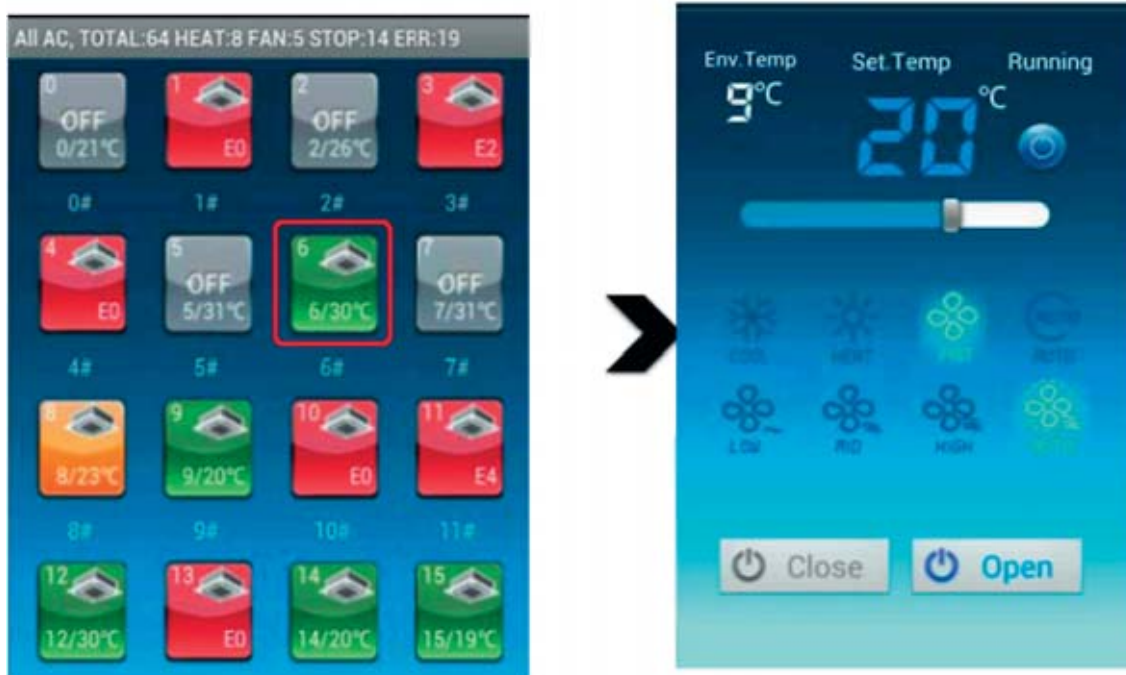 All AC, TOTAL:64 HEAT:8 FAN:5 STOP:14 ERR:19
0 1 2 3
OFF E0 OFF E2
0/21°C 2/26°C
0# 1# 2# 3#
4 5 6 7
E0 OFF 6/30°C OFF
5/31°C 7/31°C
4# 5# 6# 7#
8 9 10 11
8/23°C 9/20°C E0 E4
8# 9# 10# 11#
12 13 14 15
12/30°C E0 14/20°C 15/19°C
Env.Temp Set.Temp Running
9°C 20 °C
COOL HEAT AUTO
LOW MID HIGH AUTO
Close Open